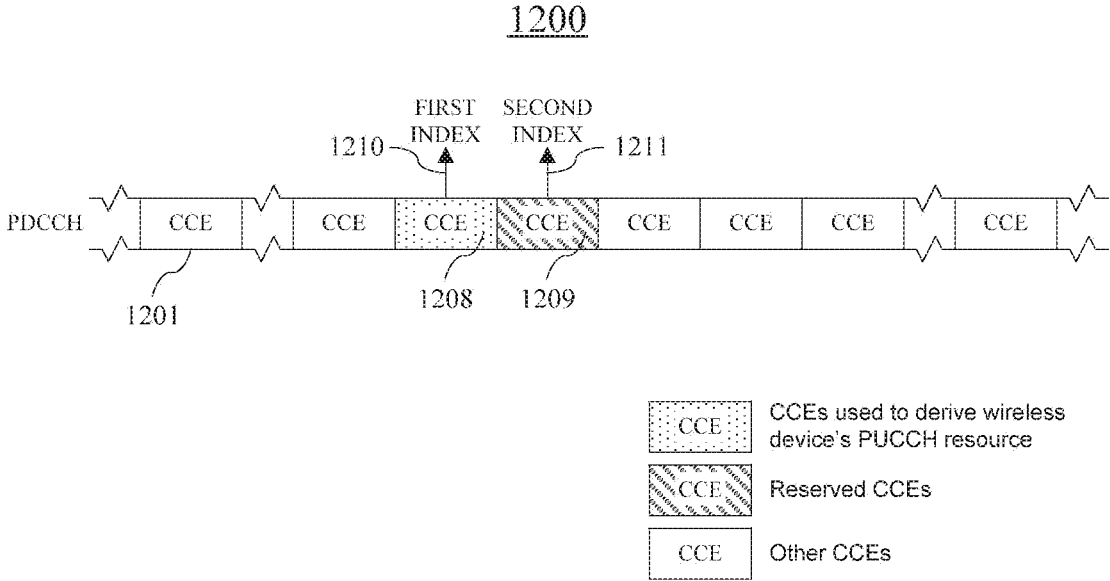 1200
FIRST INDEX
SECOND INDEX
1210
1211
PDCCH
CCE
CCE
CCE
CCE
CCE
CCE
CCE
CCE
1201
1208
1209
CCE
CCEs used to derive wireless
device's PUCCH resource
CCE
Reserved CCEs
CCE
Other CCEs